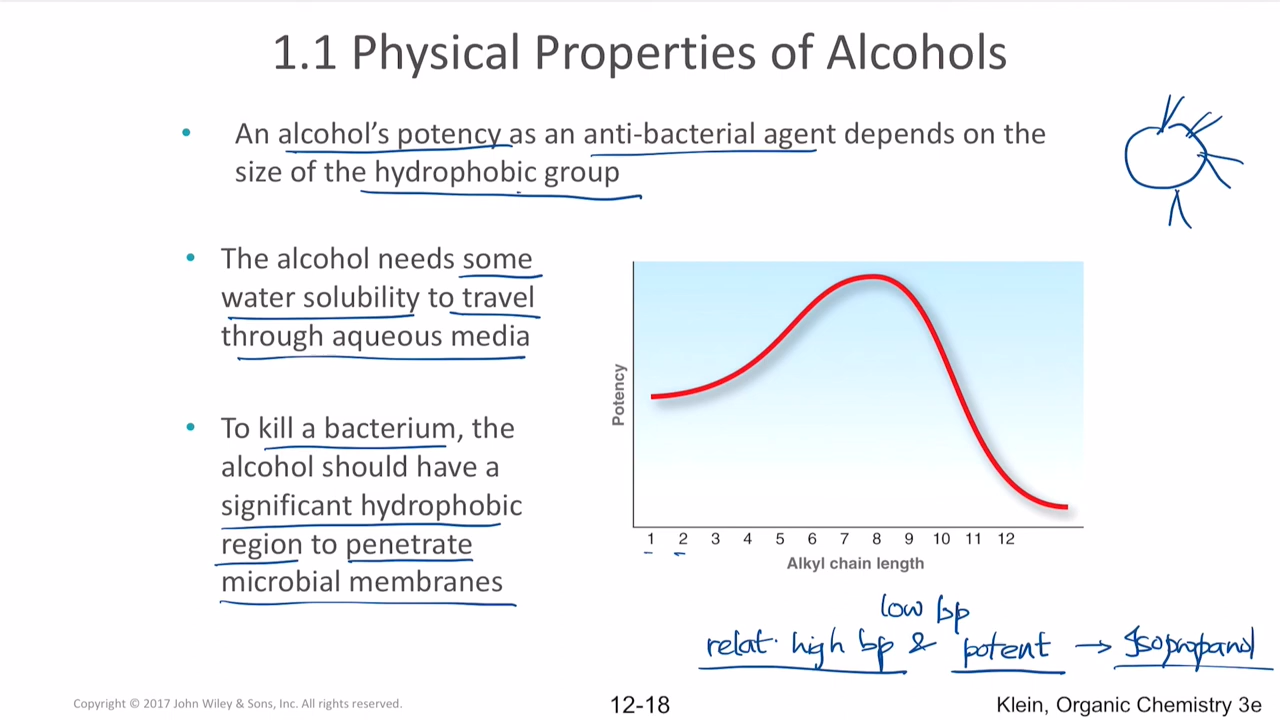 1.1 Physical Properties of Alcohols
• An alcohol's potency as an anti-bacterial agent depends on the
size of the hydrophobic group
• The alcohol needs some
water solubility to travel
through aqueous media
• To kill a bacterium, the
alcohol should have a
significant hydrophobic
region to penetrate
microbial membranes
Potency
1 2 3 4 5 6 7 8 9 10 11 12
Alkyl chain length
low bp
relat. high bp & potent → Isopropanol
Copyright © 2017 John Wiley & Sons, Inc. All rights reserved.
12-18
Klein, Organic Chemistry 3e